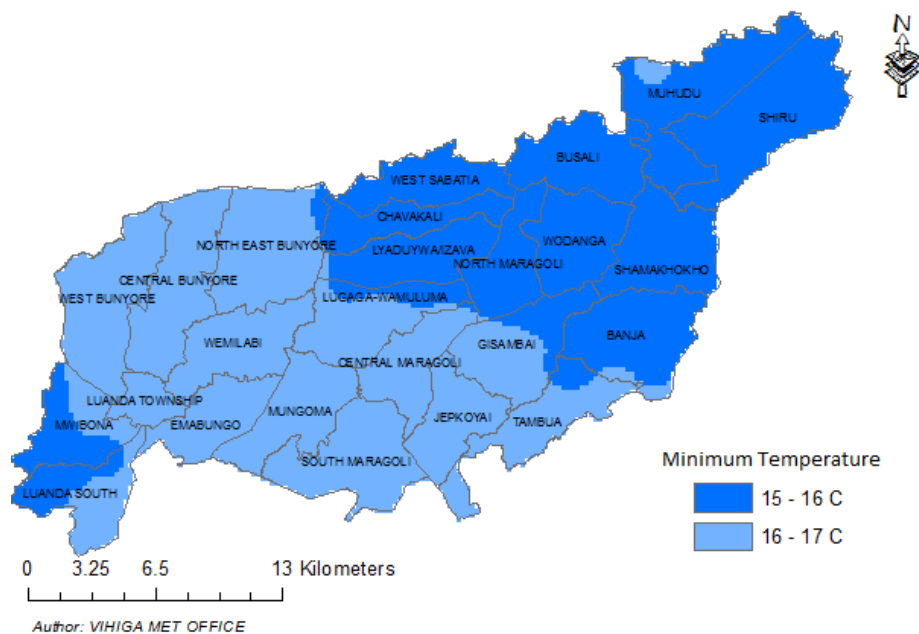 N
MUHUDU
SHIRU
BUSALI
WEST SABATIA
CHAVAKALI
NORTH EAST BUNYORE
LYADUYWA/IZAVA
WODANGA
NORTH MARAGOLI
SHAMAKHOKHO
CENTRAL BUNYORE
WEST BUNYORE
LUGAGA-WAMULUMA
BANJA
WEMILABI
GISAMBAI
CENTRAL MARAGOLI
LUANDA TOWNSHIP
MUNGOMA
JEPKOYAI
TAMBUA
MWIBONA
EMABUNGO
SOUTH MARAGOLI
LUANDA SOUTH
Minimum Temperature
15 - 16 C
16 - 17 C
0 3.25 6.5 13 Kilometers
Author: VIHIGA MET OFFICE